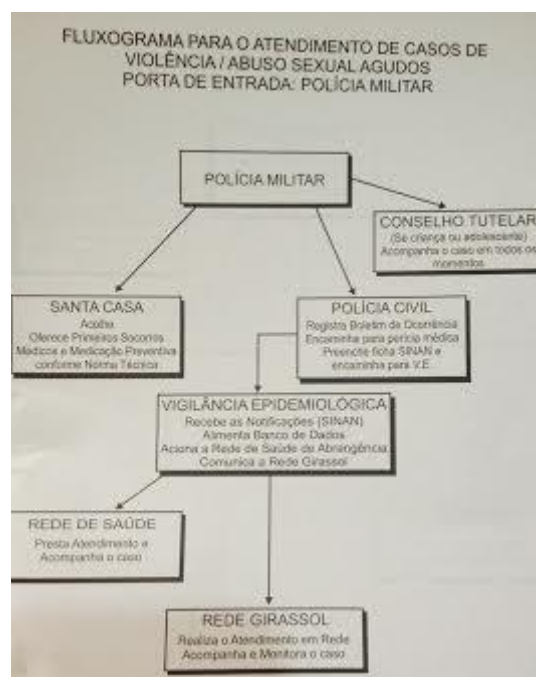 FLUXOGRAMA PARA O ATENDIMENTO DE CASOS DE
VIOLÊNCIA / ABUSO SEXUAL AGUDOS
PORTA DE ENTRADA: POLÍCIA MILITAR
POLÍCIA MILITAR
CONSELHO TUTELAR
(Se criança ou adolescente)
Acompanha o caso em todos os
momentos
SANTA CASA
Acolhe
Oferece Primeiros Socorros
Médicos e Medicação Preventiva
conforme Norma Técnica
POLÍCIA CIVIL
Registra Boletim de Ocorrência
Encaminha para perícia médica
Preenche ficha SINAN e
encaminha para V.E.
VIGILÂNCIA EPIDEMIOLÓGICA
Recebe as Notificações (SINAN)
Alimenta Banco de Dados
Aciona a Rede de Saúde de Abrangência
Comunica a Rede Girassol
REDE DE SAÚDE
Presta Atendimento e
Acompanha o caso
REDE GIRASSOL
Realiza o Atendimento em Rede
Acompanha e Monitora o caso